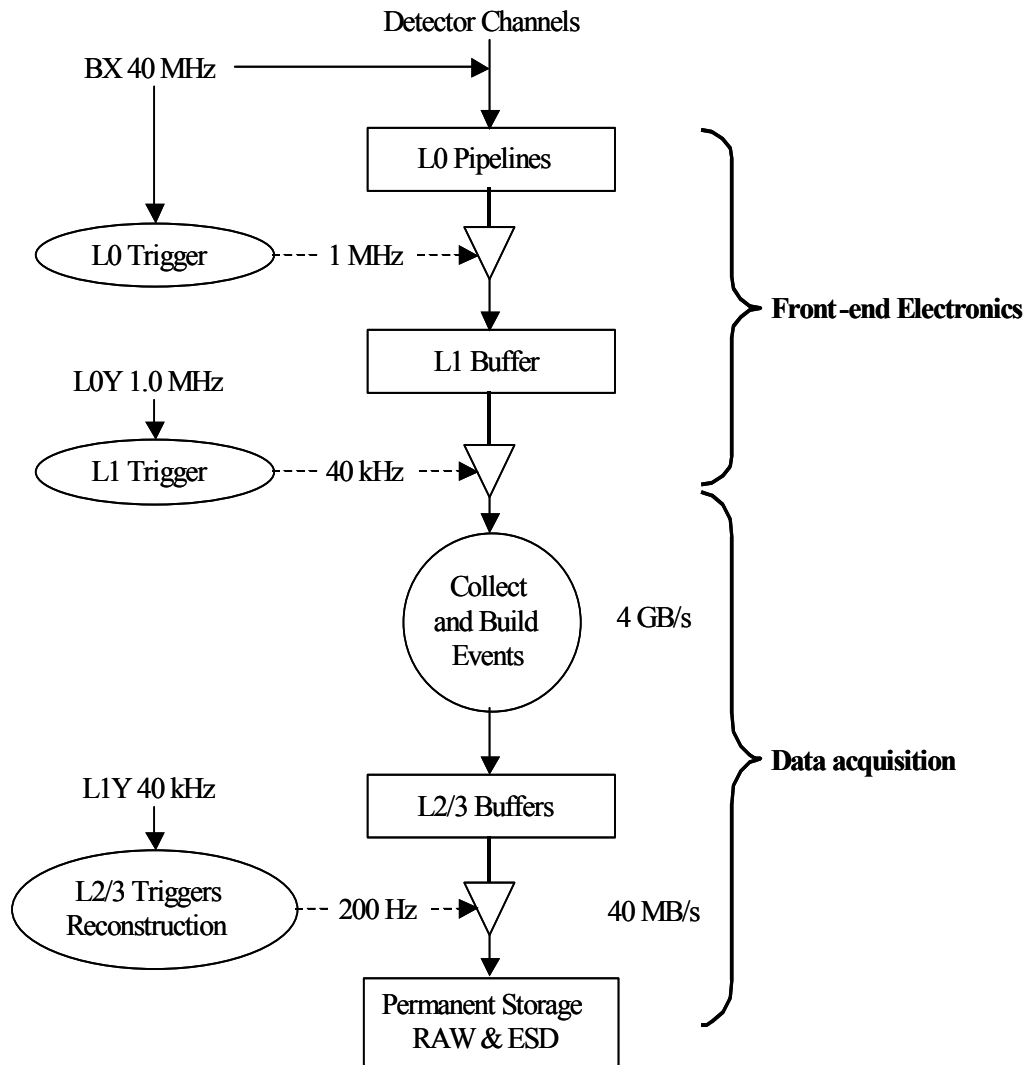 Detector Channels
BX 40 MHz
L0 Pipelines
L0 Trigger
1 MHz
Front-end Electronics
L1 Buffer
L0Y 1.0 MHz
L1 Trigger
40 kHz
Collect
and Build
Events
4 GB/s
Data acquisition
L1Y 40 kHz
L2/3 Buffers
L2/3 Triggers
Reconstruction
200 Hz
40 MB/s
Permanent Storage
RAW & ESD